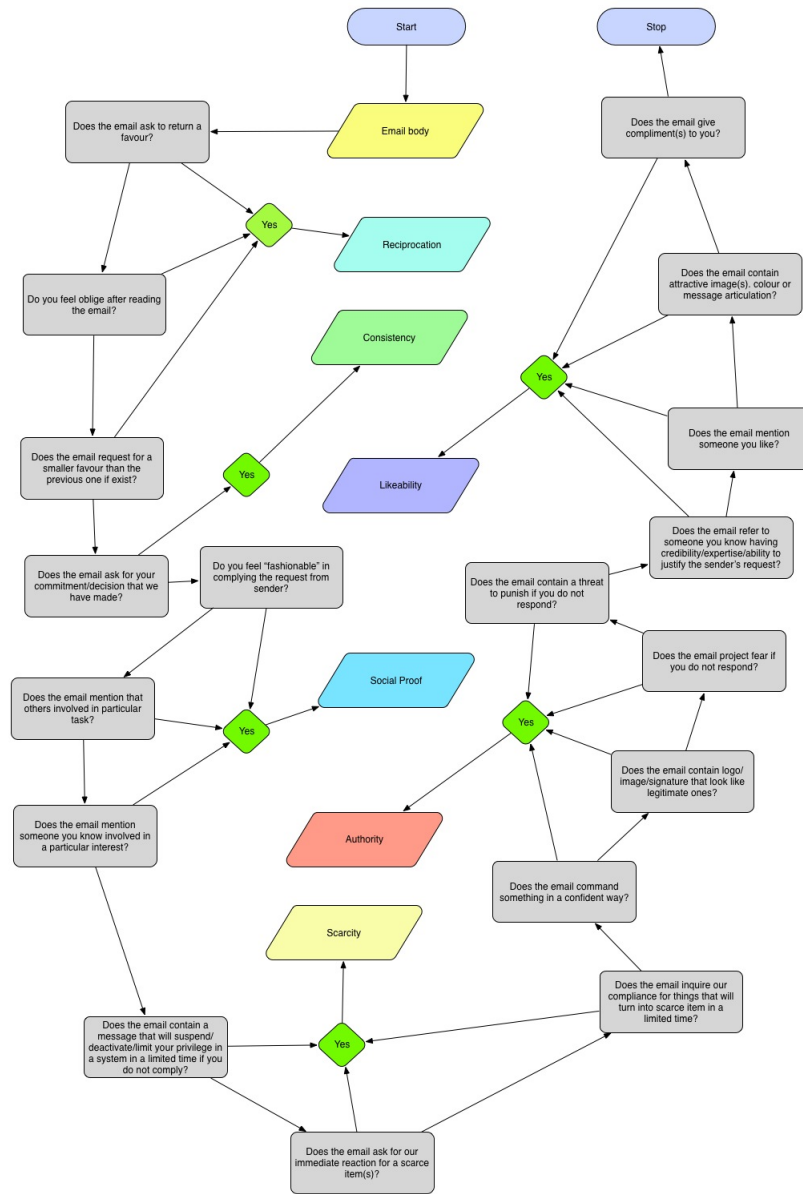 Start
Stop
Email body
Does the email ask to return a
favour?
Does the email give
compliment(s) to you?
Yes
Reciprocation
Do you feel oblige after reading
the email?
Does the email contain
attractive image(s). colour or
message articulation?
Consistency
Yes
Does the email request for a
smaller favour than the
previous one if exist?
Yes
Likeability
Does the email mention
someone you like?
Does the email ask for your
commitment/decision that we
have made?
Do you feel “fashionable” in
complying the request from
sender?
Does the email contain a threat
to punish if you do not
respond?
Does the email refer to
someone you know having
credibility/expertise/ability to
justify the sender's request?
Does the email mention that
others involved in particular
task?
Yes
Social Proof
Does the email project fear if
you do not respond?
Yes
Does the email contain logo/
image/signature that look like
legitimate ones?
Does the email mention
someone you know involved in
a particular interest?
Authority
Does the email command
something in a confident way?
Scarcity
Does the email inquire our
compliance for things that will
turn into scarce item in a
limited time?
Does the email contain a
message that will suspend/
deactivate/limit your privilege in
a system in a limited time if you
do not comply?
Yes
Does the email ask for our
immediate reaction for a scarce
item(s)?